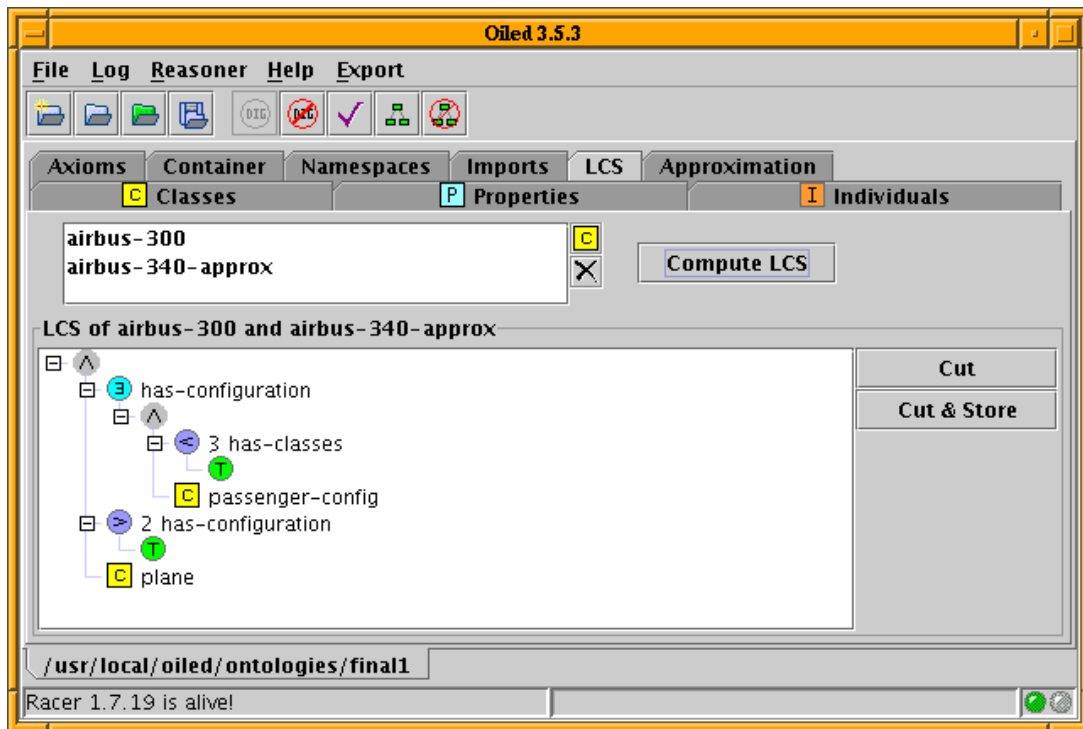 Oiled 3.5.3
File Log Reasoner Help Export
DIG DIG
Axioms Container Namespaces Imports LCS Approximation
C Classes P Properties I Individuals
airbus-300 C
airbus-340-approx Compute LCS
LCS of airbus-300 and airbus-340-approx
∧
∃ has-configuration Cut
∧ Cut & Store
< 3 has-classes
T
C passenger-config
> 2 has-configuration
T
C plane
/usr/local/oiled/ontologies/final1
Racer 1.7.19 is alive!